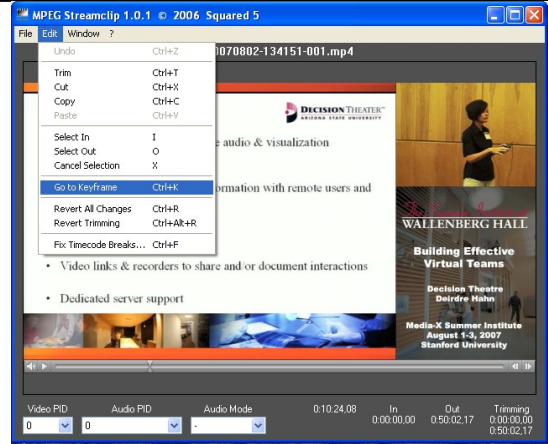 MPEG Streamclip 1.0.1 © 2006 Squared 5
File Edit Window ?
070802-134151-001.mp4
Undo Ctrl+Z
Trim Ctrl+T
Cut Ctrl+X
Copy Ctrl+C
Paste Ctrl+V
Select In I
Select Out O
Cancel Selection X
Go to Keyframe Ctrl+K
Revert All Changes Ctrl+R
Revert Trimming Ctrl+Alt+R
Fix Timecode Breaks... Ctrl+F
DECISION THEATER
ARIZONA STATE UNIVERSITY
audio & visualization
ormation with remote users and
• Video links & recorders to share and/or document interactions
• Dedicated server support
WALLENBERG HALL
Building Effective
Virtual Teams
Decision Theatre
Deirdre Hahn
Media-X Summer Institute
August 1-3, 2007
Stanford University
Video PID Audio PID Audio Mode 0:10:24,08 In Out Trimming
0 0 - 0:00:00,00 0:50:02,17 0:00:00,00
0:50:02,17